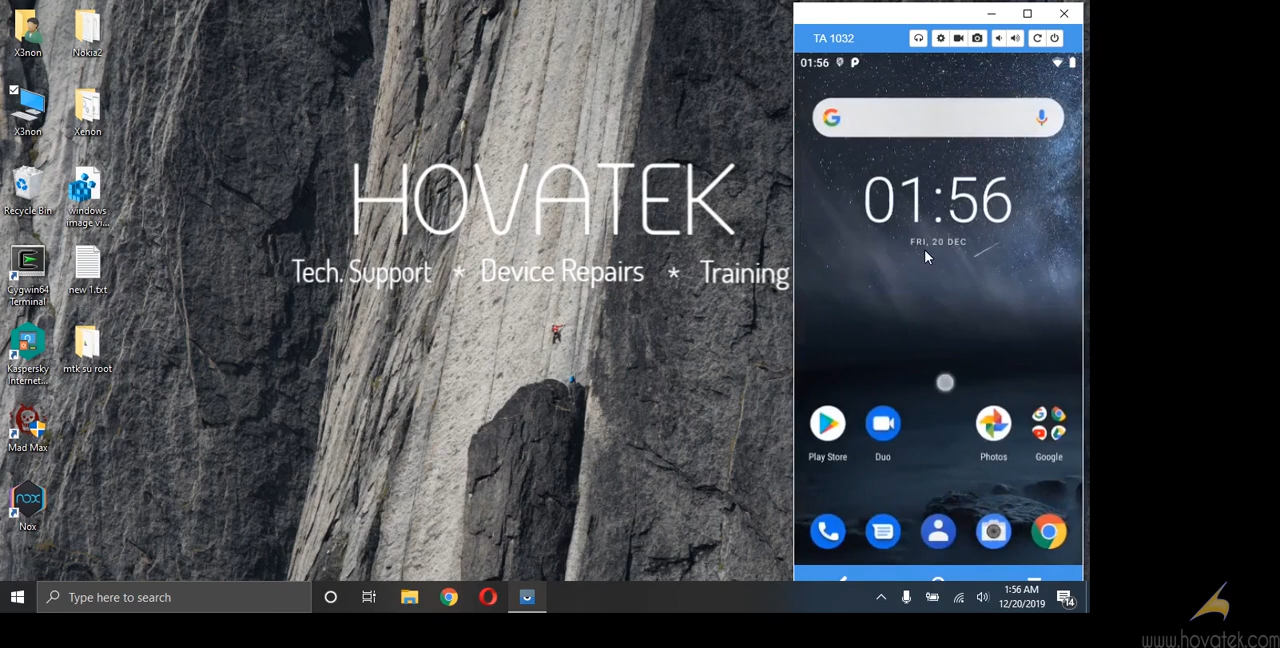 X3non
Nokia2
X3non
Xenon
Recycle Bin
windows
image vi...
Cygwin64
Terminal
new 1.txt
Kaspersky
Internet...
mtk su root
Mad Max
nox
Nox
HOVATEK
Tech. Support * Device Repairs * Training
TA 1032
01:56
01:56
FRI, 20 DEC
Play Store
Duo
Photos
Google
Type here to search
1:56 AM
12/20/2019
14
www.hovatek.com